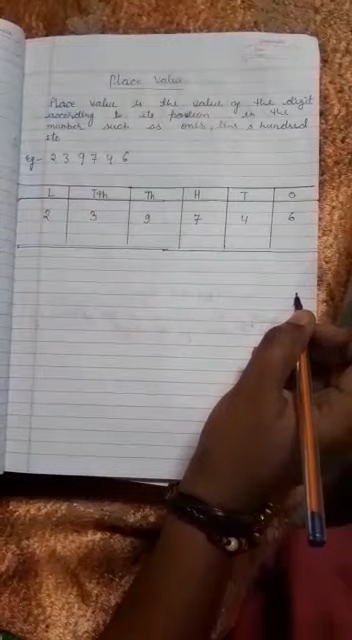 Place Value
Place value is the value of the digit
according to its position in the
number such as ones, tens & hundred
etc
eg - 2 3 9 7 4 6
L T.Th Th H T O
2 3 9 7 4 6